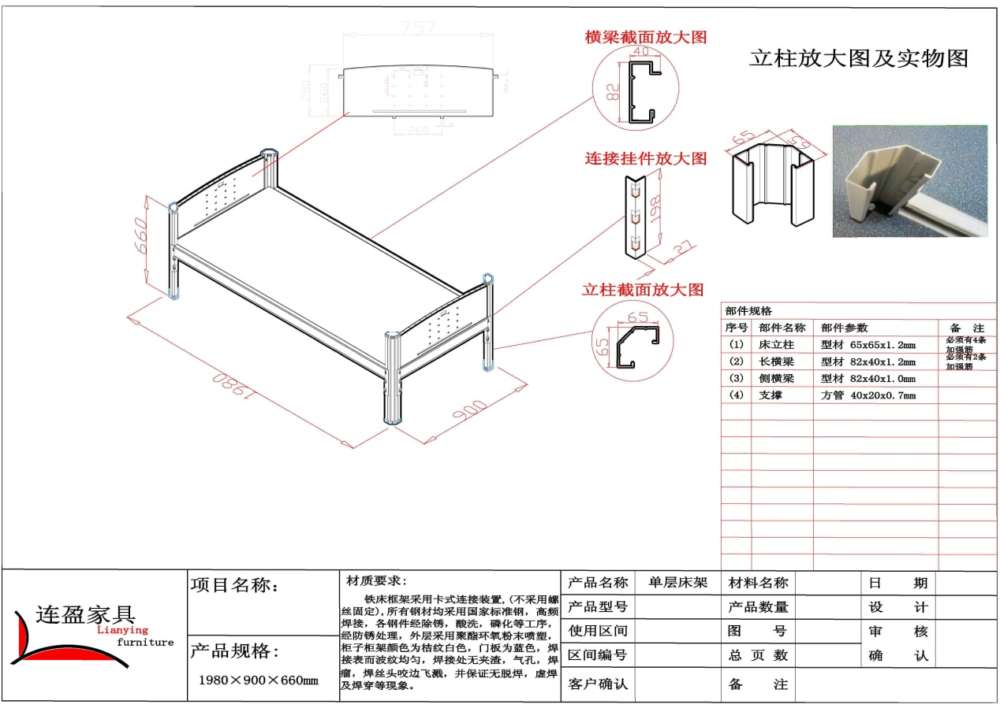 757
横梁截面放大图
40
82
立柱放大图及实物图
280
260
260
连接挂件放大图
198
27
65
65
660
立柱截面放大图
65
65
1980
900
部件规格
序号 部件名称 部件参数 备 注
(1) 床立柱 型材 65x65x1.2mm 必须有4条加强筋
(2) 长横梁 型材 82x40x1.2mm 必须有2条加强筋
(3) 侧横梁 型材 82x40x1.0mm
(4) 支撑 方管 40x20x0.7mm
连盈家具
Lianying
furniture
项目名称:
产品规格:
1980×900×660mm
材质要求:
铁床框架采用卡式连接装置,(不采用螺
丝固定),所有钢材均采用国家标准钢，高频
焊接，各钢件经除锈，酸洗，磷化等工序，
经防锈处理，外层采用聚酯环氧粉末喷塑，
柜子柜架颜色为桔纹白色，门板为蓝色，焊
接表而波纹均匀，焊接处无夹渣，气孔，焊
瘤，焊丝头咬边飞溅，并保证无脱焊，虚焊
及焊穿等现象。
产品名称 单层床架 材料名称 日 期
产品型号 产品数量 设 计
使用区间 图 号 审 核
区间编号 总 页 数 确 认
客户确认 备 注